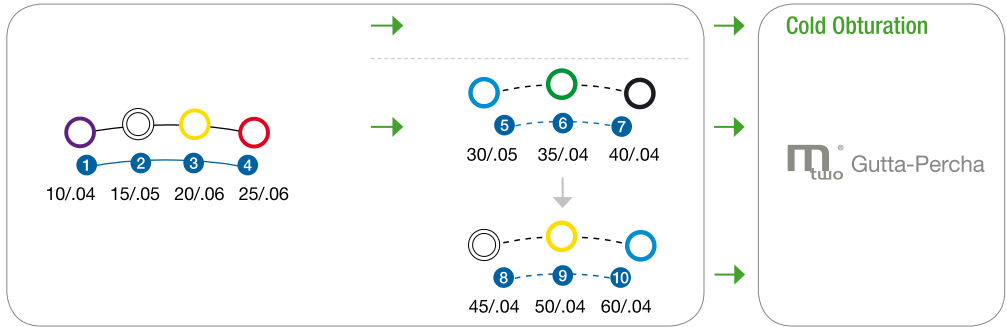 Cold Obturation
1 2 3 4
10/.04 15/.05 20/.06 25/.06
5 6 7
30/.05 35/.04 40/.04
mtwo® Gutta-Percha
8 9 10
45/.04 50/.04 60/.04